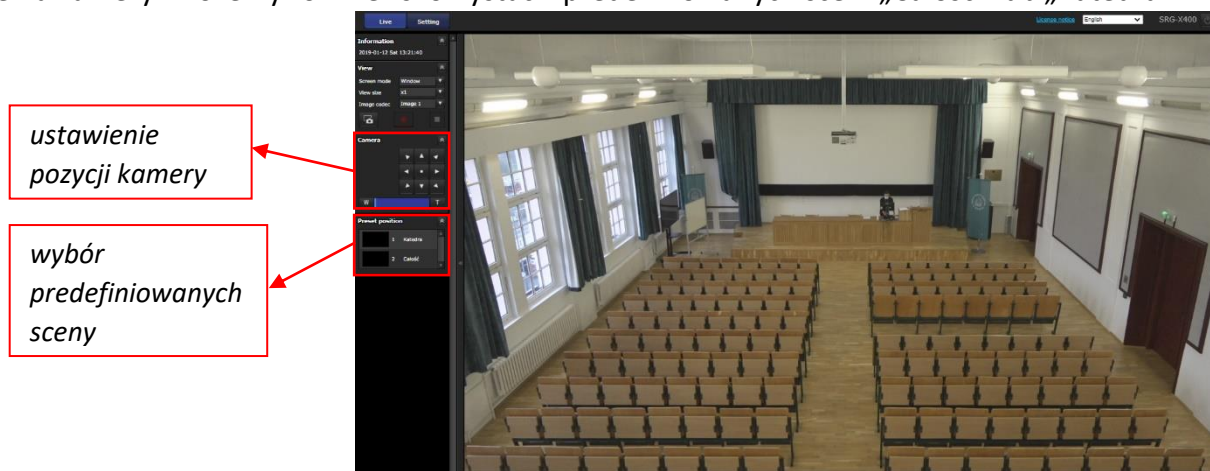 Live Setting
License notice English SRG-X400
Information
2019-01-12 Sat 13:21:40
View
Screen mode Window
View size x1
Image codec Image 1
ustawienie
pozycji kamery
Camera
W T
Preset position
1 Katedra
2 Całość
wybór
predefiniowanych
sceny